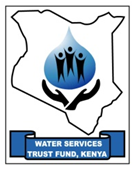 WATER SERVICES
TRUST FUND, KENYA